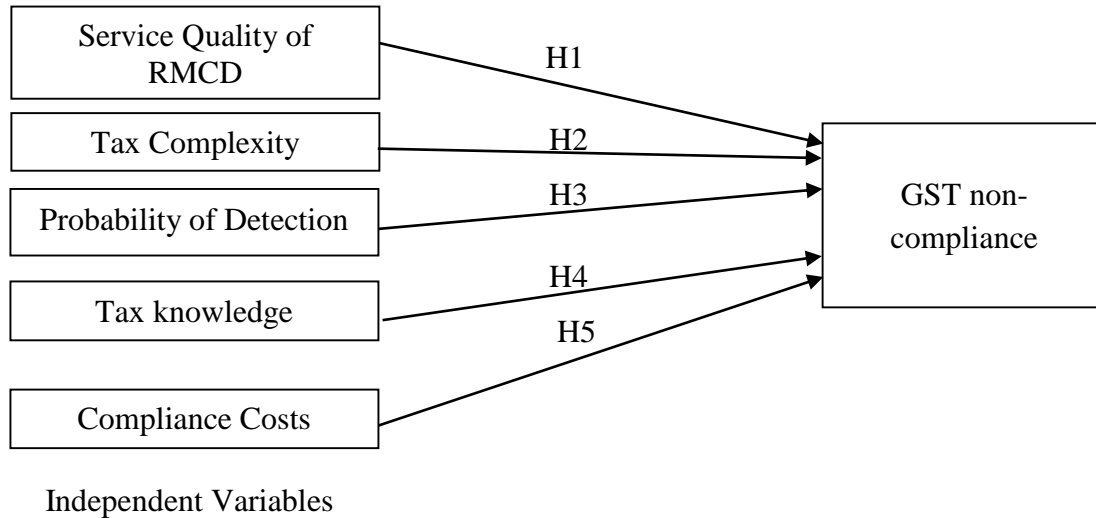 Service Quality of
RMCD
H1
Tax Complexity
H2
Probability of Detection
H3
GST non-
compliance
Tax knowledge
H4
H5
Compliance Costs
Independent Variables